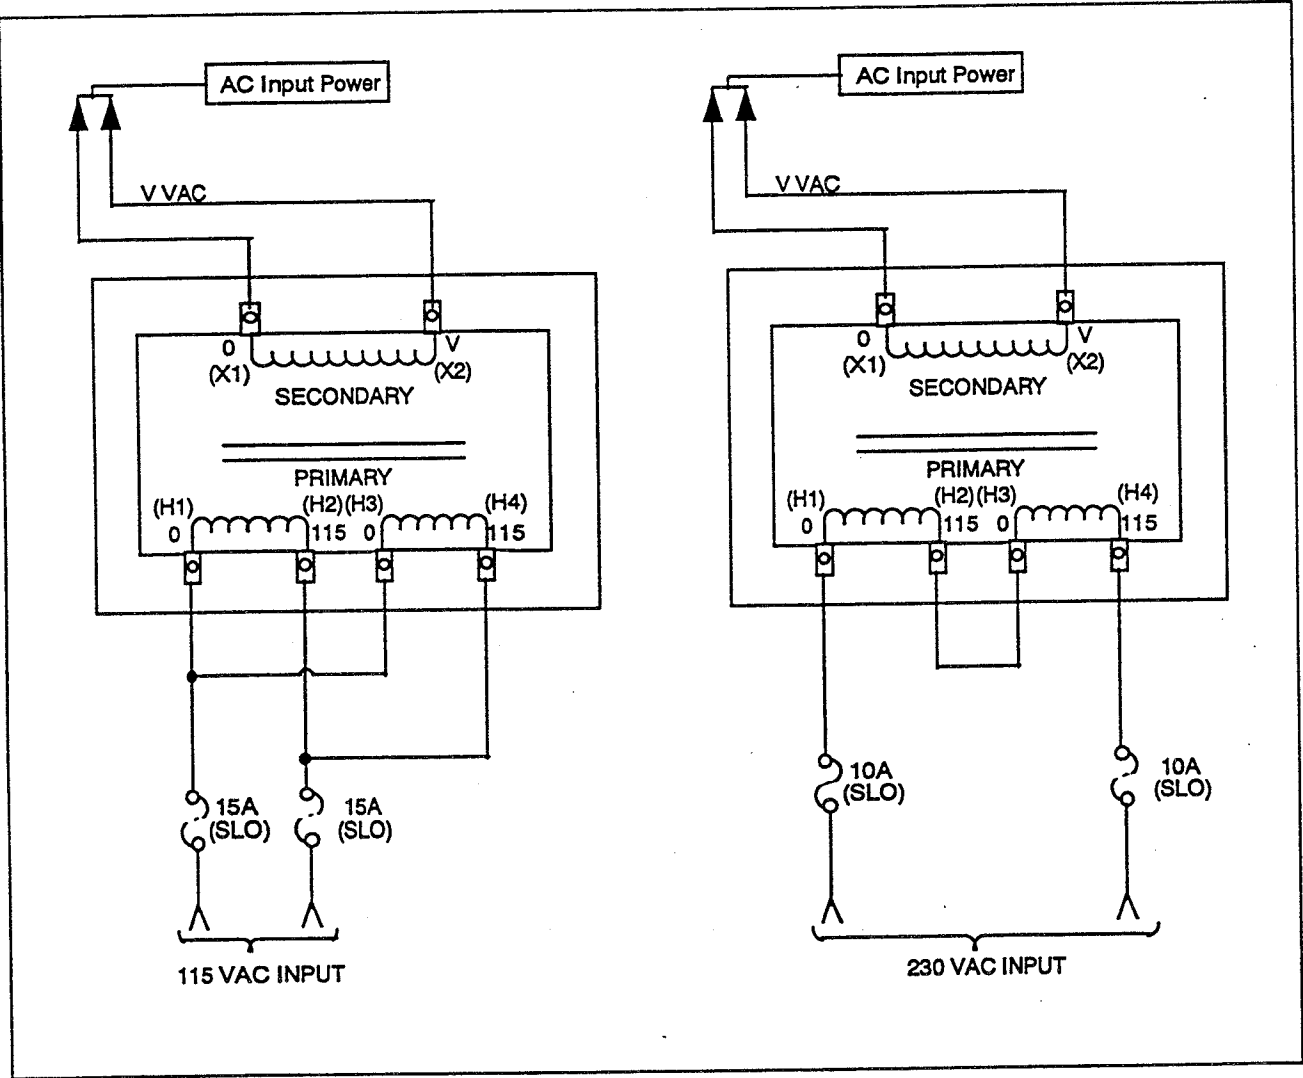 AC Input Power
V VAC
0
V
(X1)
(X2)
SECONDARY
PRIMARY
(H1)
(H2)(H3)
(H4)
0
115
0
115
15A
(SLO)
15A
(SLO)
115 VAC INPUT
AC Input Power
V VAC
0
V
(X1)
(X2)
SECONDARY
PRIMARY
(H1)
(H2)(H3)
(H4)
0
115
0
115
10A
(SLO)
10A
(SLO)
230 VAC INPUT